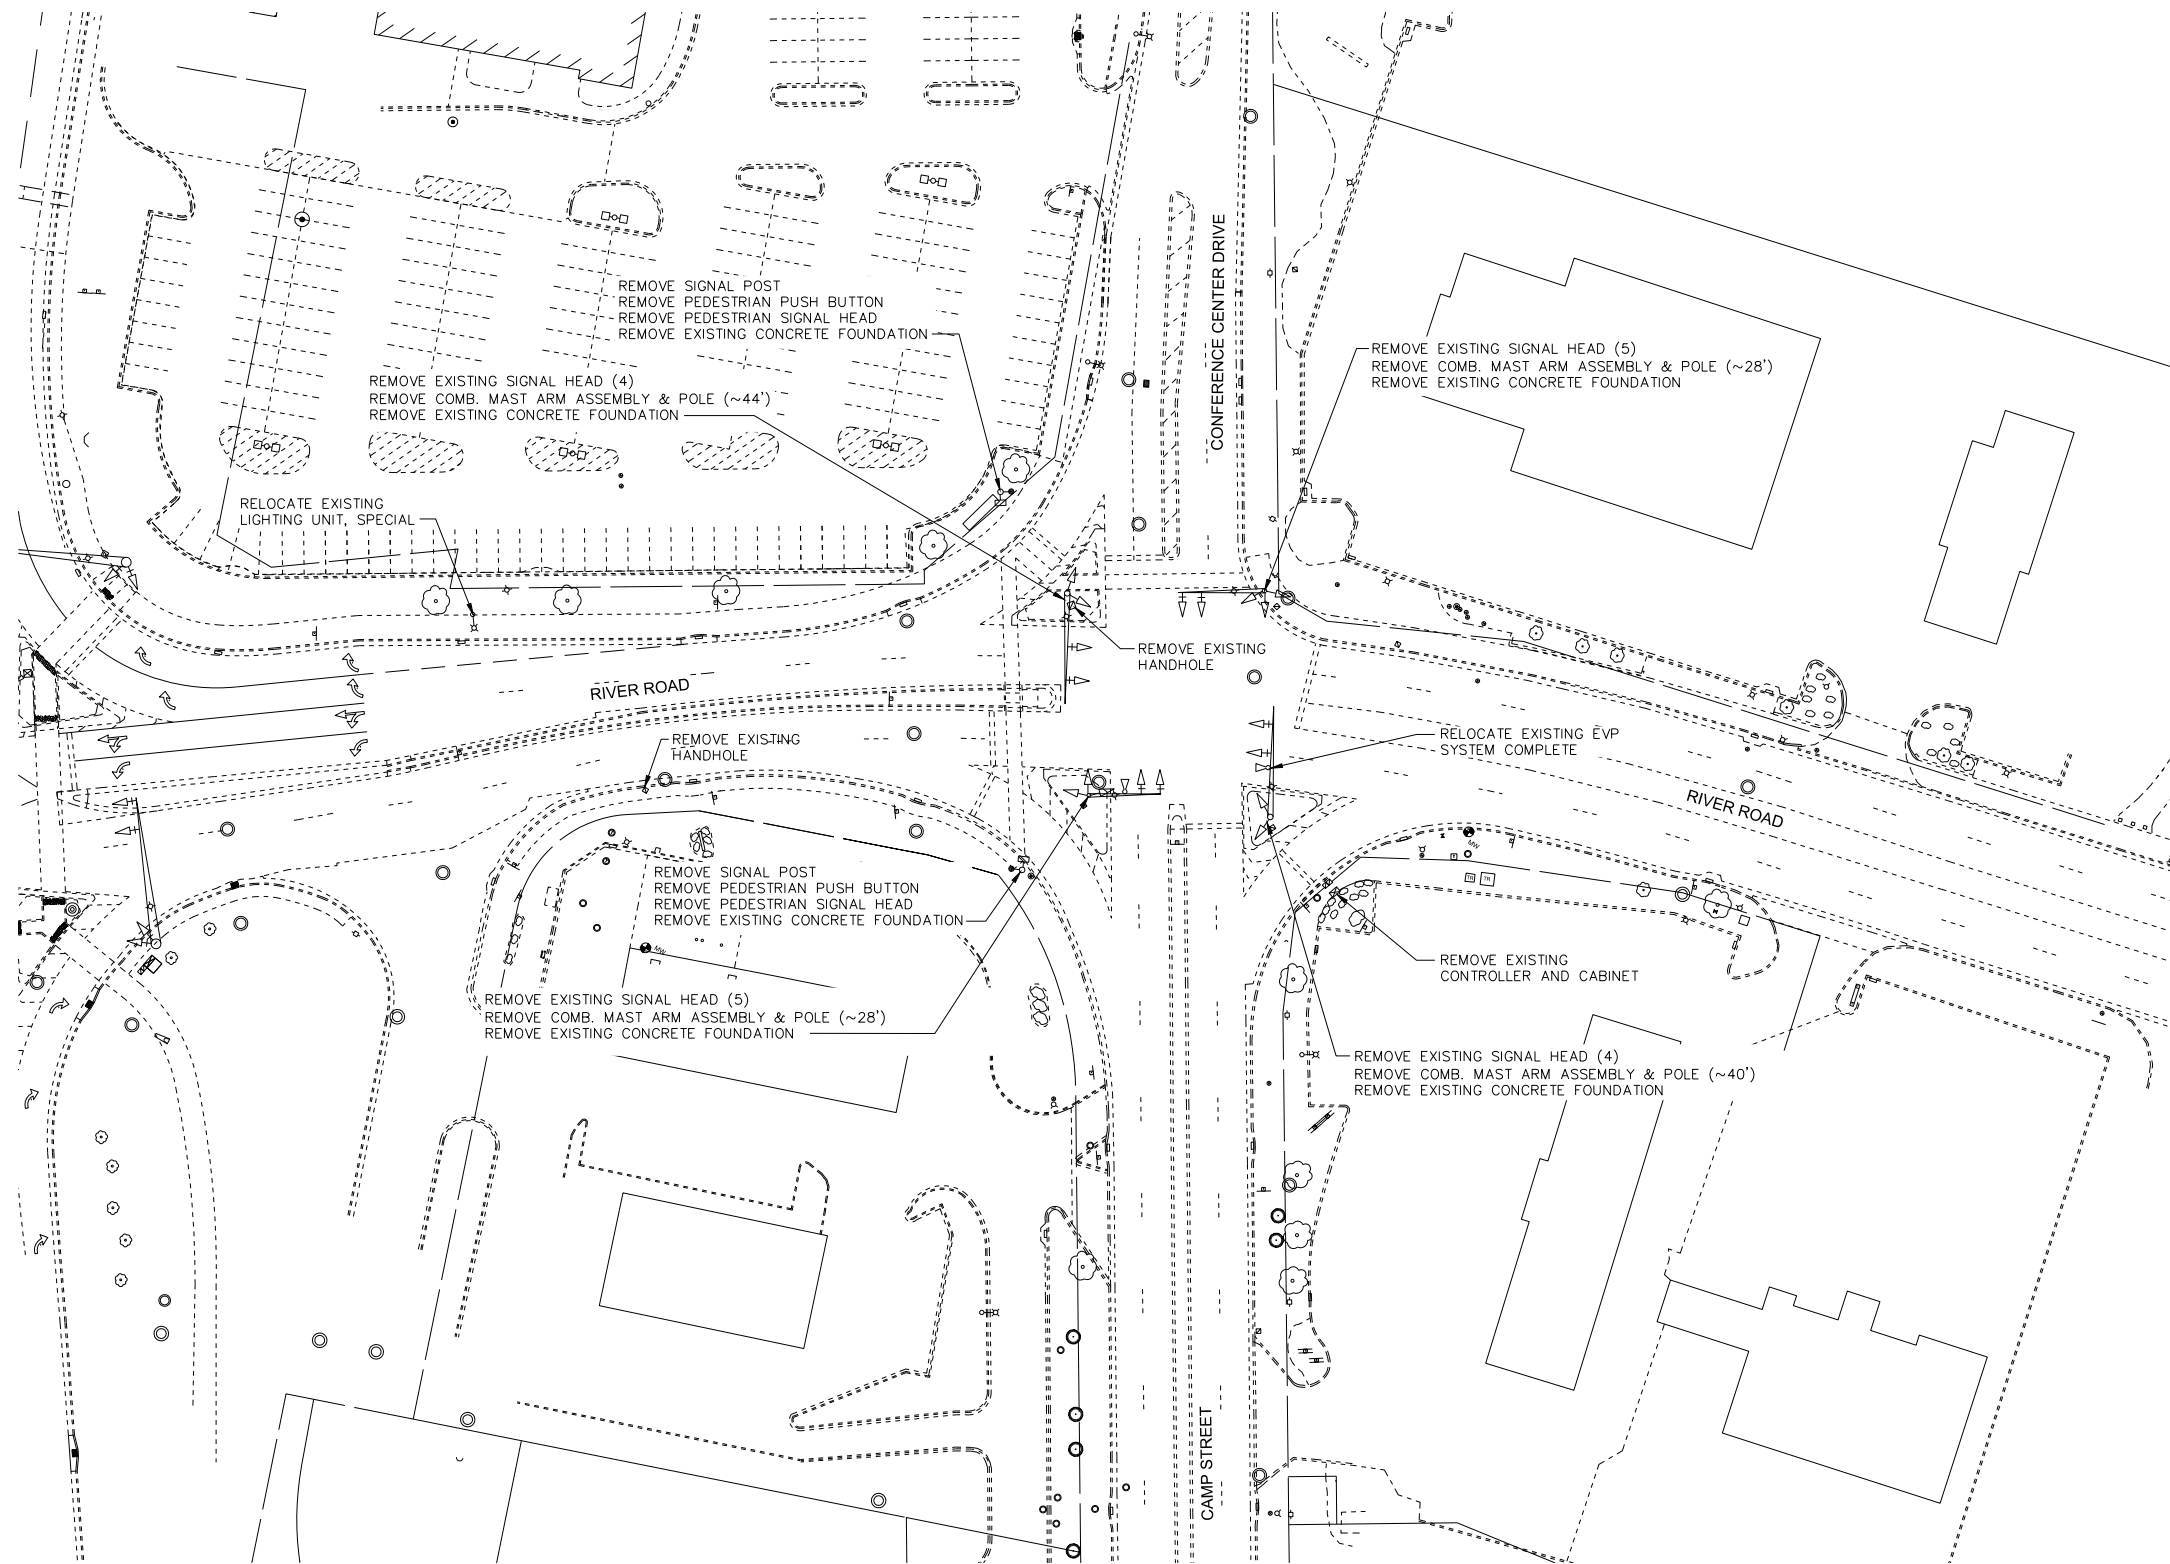 CONFERENCE CENTER DRIVE
REMOVE SIGNAL POST
REMOVE PEDESTRIAN PUSH BUTTON
REMOVE PEDESTRIAN SIGNAL HEAD
REMOVE EXISTING CONCRETE FOUNDATION
REMOVE EXISTING SIGNAL HEAD (5)
REMOVE COMB. MAST ARM ASSEMBLY & POLE (~28')
REMOVE EXISTING CONCRETE FOUNDATION
REMOVE EXISTING SIGNAL HEAD (4)
REMOVE COMB. MAST ARM ASSEMBLY & POLE (~44')
REMOVE EXISTING CONCRETE FOUNDATION
RELOCATE EXISTING
LIGHTING UNIT, SPECIAL
REMOVE EXISTING
HANDHOLE
RIVER ROAD
REMOVE EXISTING
HANDHOLE
RELOCATE EXISTING EVP
SYSTEM COMPLETE
RIVER ROAD
MW
TR
TR
REMOVE SIGNAL POST
REMOVE PEDESTRIAN PUSH BUTTON
REMOVE PEDESTRIAN SIGNAL HEAD
REMOVE EXISTING CONCRETE FOUNDATION
MW
REMOVE EXISTING
CONTROLLER AND CABINET
REMOVE EXISTING SIGNAL HEAD (5)
REMOVE COMB. MAST ARM ASSEMBLY & POLE (~28')
REMOVE EXISTING CONCRETE FOUNDATION
REMOVE EXISTING SIGNAL HEAD (4)
REMOVE COMB. MAST ARM ASSEMBLY & POLE (~40')
REMOVE EXISTING CONCRETE FOUNDATION
CAMP STREET